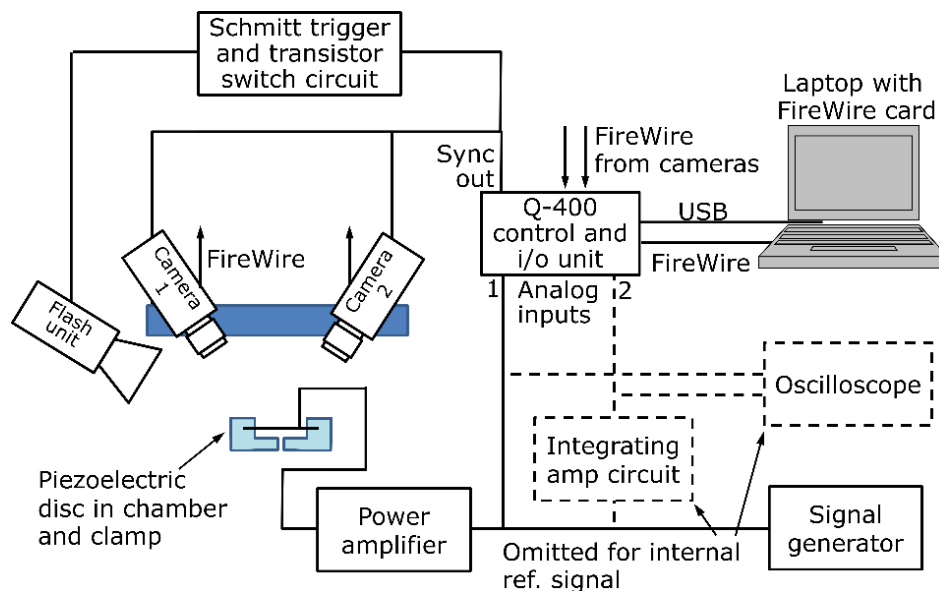 Schmitt trigger
and transistor
switch circuit
Laptop with
FireWire card
FireWire
from cameras
Sync
out
Q-400
control and
i/o unit
USB
FireWire
Camera
1
FireWire
Camera
2
Flash
unit
1
Analog
inputs
2
Oscilloscope
Integrating
amp circuit
Piezoelectric
disc in chamber
and clamp
Power
amplifier
Omitted for internal
ref. signal
Signal
generator